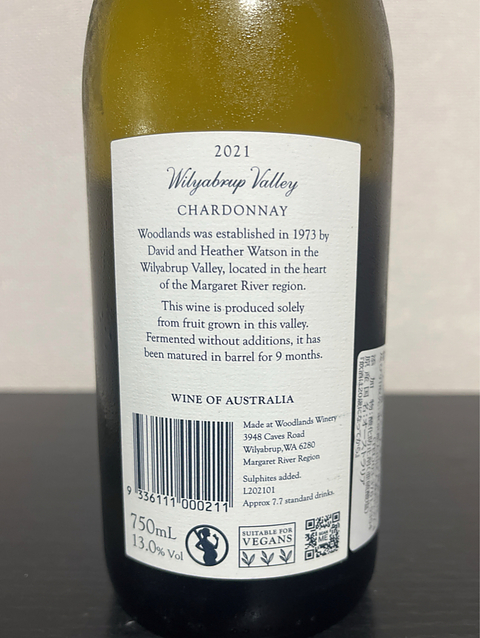 2021
Wilyabrup Valley
CHARDONNAY
Woodlands was established in 1973 by
David and Heather Watson in the
Wilyabrup Valley, located in the heart
of the Margaret River region.
This wine is produced solely
from fruit grown in this valley.
Fermented without additions, it has
been matured in barrel for 9 months.
WINE OF AUSTRALIA
Made at Woodlands Winery
3948 Caves Road
Wilyabrup,WA 6280
Margaret River Region
Sulphites added.
L202101
Approx 7.7 standard drinks.
9 336111 000211
750mL
13.0% Vol
SUITABLE FOR
VEGANS
SCAN
ME